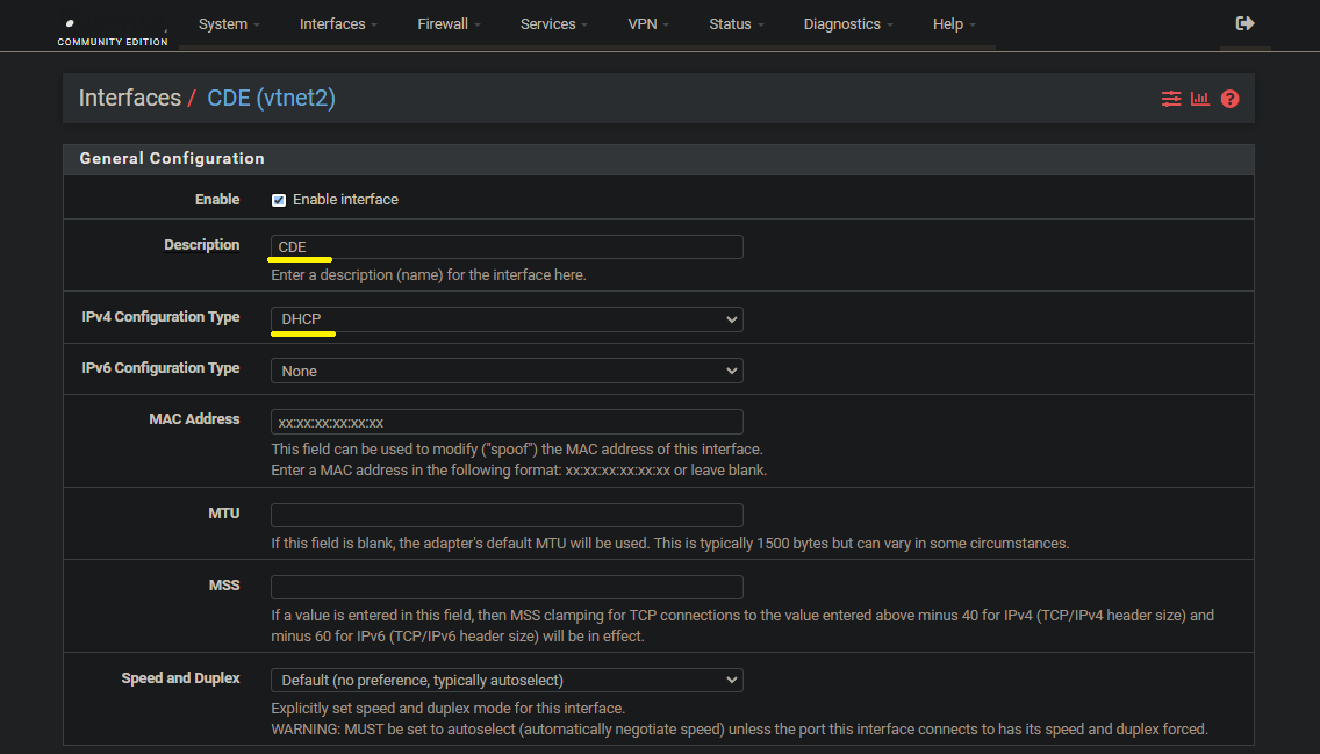 COMMUNITY EDITION
System
Interfaces
Firewall
Services
VPN
Status
Diagnostics
Help
Interfaces / CDE (vtnet2)
General Configuration
Enable
Enable interface
Description
CDE
Enter a description (name) for the interface here.
IPv4 Configuration Type
DHCP
IPv6 Configuration Type
None
MAC Address
xx:xx:xx:xx:xx:xx
This field can be used to modify ("spoof") the MAC address of this interface.
Enter a MAC address in the following format: xx:xx:xx:xx:xx:xx or leave blank.
MTU
If this field is blank, the adapter's default MTU will be used. This is typically 1500 bytes but can vary in some circumstances.
MSS
If a value is entered in this field, then MSS clamping for TCP connections to the value entered above minus 40 for IPv4 (TCP/IPv4 header size) and
minus 60 for IPv6 (TCP/IPv6 header size) will be in effect.
Speed and Duplex
Default (no preference, typically autoselect)
Explicitly set speed and duplex mode for this interface.
WARNING: MUST be set to autoselect (automatically negotiate speed) unless the port this interface connects to has its speed and duplex forced.